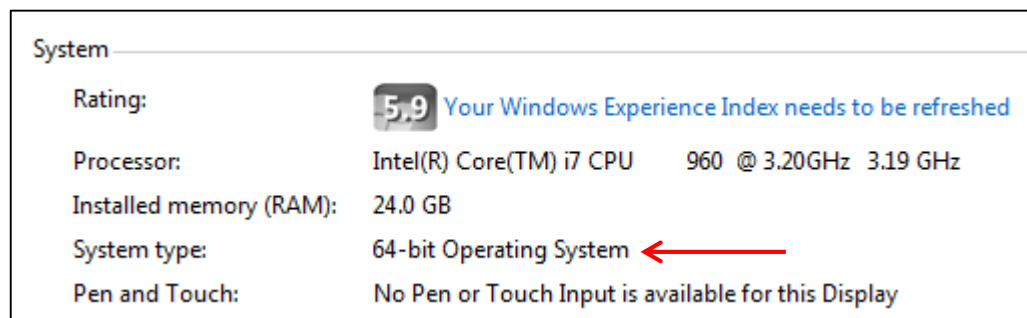 System
Rating: 5.9 Your Windows Experience Index needs to be refreshed
Processor: Intel(R) Core(TM) i7 CPU 960 @ 3.20GHz 3.19 GHz
Installed memory (RAM): 24.0 GB
System type: 64-bit Operating System
Pen and Touch: No Pen or Touch Input is available for this Display